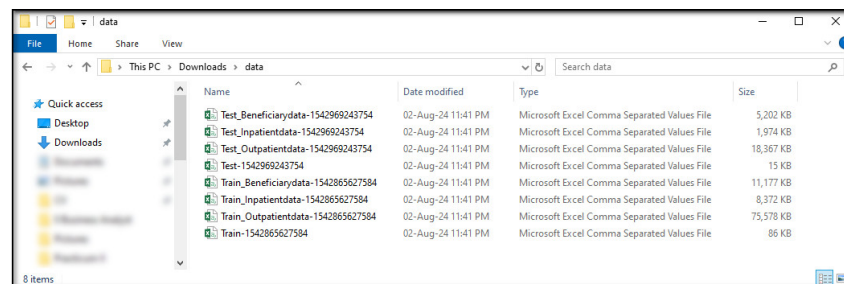 data
File Home Share View
This PC > Downloads > data
Search data
Name Date modified Type Size
Quick access
Desktop
Downloads
Test_Beneficiarydata-1542969243754 02-Aug-24 11:41 PM Microsoft Excel Comma Separated Values File 5,202 KB
Test_Inpatientdata-1542969243754 02-Aug-24 11:41 PM Microsoft Excel Comma Separated Values File 1,974 KB
Test_Outpatientdata-1542969243754 02-Aug-24 11:41 PM Microsoft Excel Comma Separated Values File 18,367 KB
Test-1542969243754 02-Aug-24 11:41 PM Microsoft Excel Comma Separated Values File 15 KB
Train_Beneficiarydata-1542865627584 02-Aug-24 11:41 PM Microsoft Excel Comma Separated Values File 11,177 KB
Train_Inpatientdata-1542865627584 02-Aug-24 11:41 PM Microsoft Excel Comma Separated Values File 8,372 KB
Train_Outpatientdata-1542865627584 02-Aug-24 11:41 PM Microsoft Excel Comma Separated Values File 75,578 KB
Train-1542865627584 02-Aug-24 11:41 PM Microsoft Excel Comma Separated Values File 86 KB
8 items